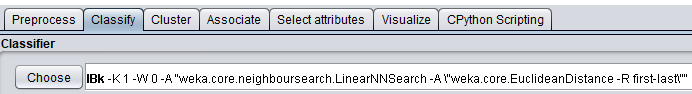 Preprocess Classify Cluster Associate Select attributes Visualize CPython Scripting
Classifier
Choose IBk -K 1 -W 0 -A "weka.core.neighboursearch.LinearNNSearch -A \"weka.core.EuclideanDistance -R first-last\""